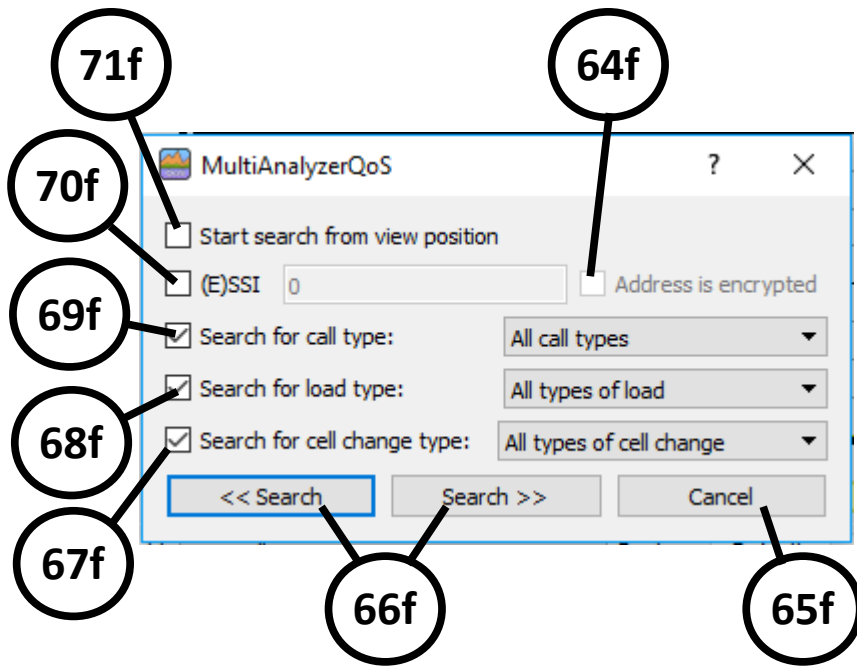 71f
64f
MultiAnalyzerQoS ? ×
70f
Start search from view position
(E)SSI 0 Address is encrypted
69f
Search for call type: All call types
Search for load type: All types of load
68f
Search for cell change type: All types of cell change
<< Search Search >> Cancel
67f
66f
65f